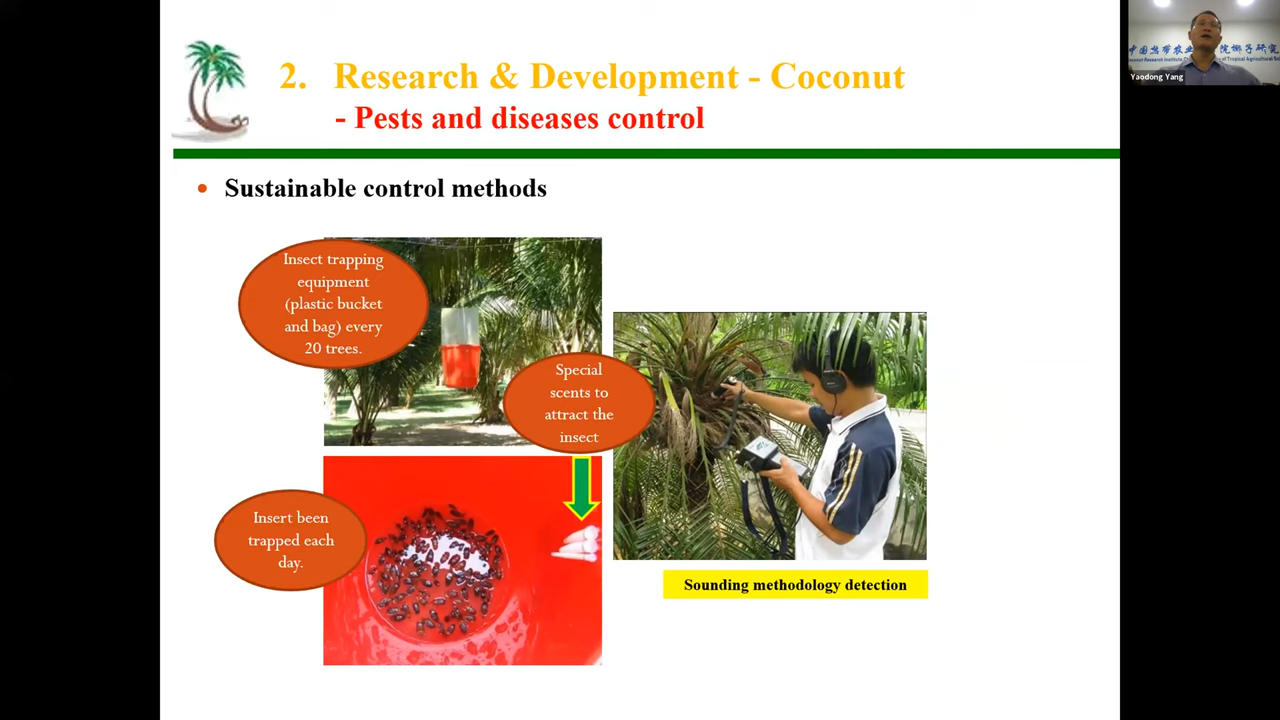 2. Research & Development - Coconut
- Pests and diseases control
• Sustainable control methods
Insect trapping
equipment
(plastic bucket
and bag) every
20 trees.
Special
scents to
attract the
insect
Insert been
trapped each
day.
Sounding methodology detection
Yaodong Yang